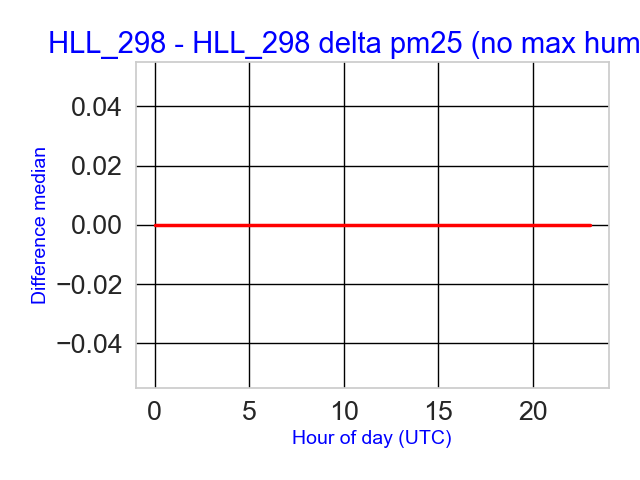 HLL_298 - HLL_298 delta pm25 (no max hum
0.04
0.02
0.00
−0.02
−0.04
Difference median
0 5 10 15 20
Hour of day (UTC)